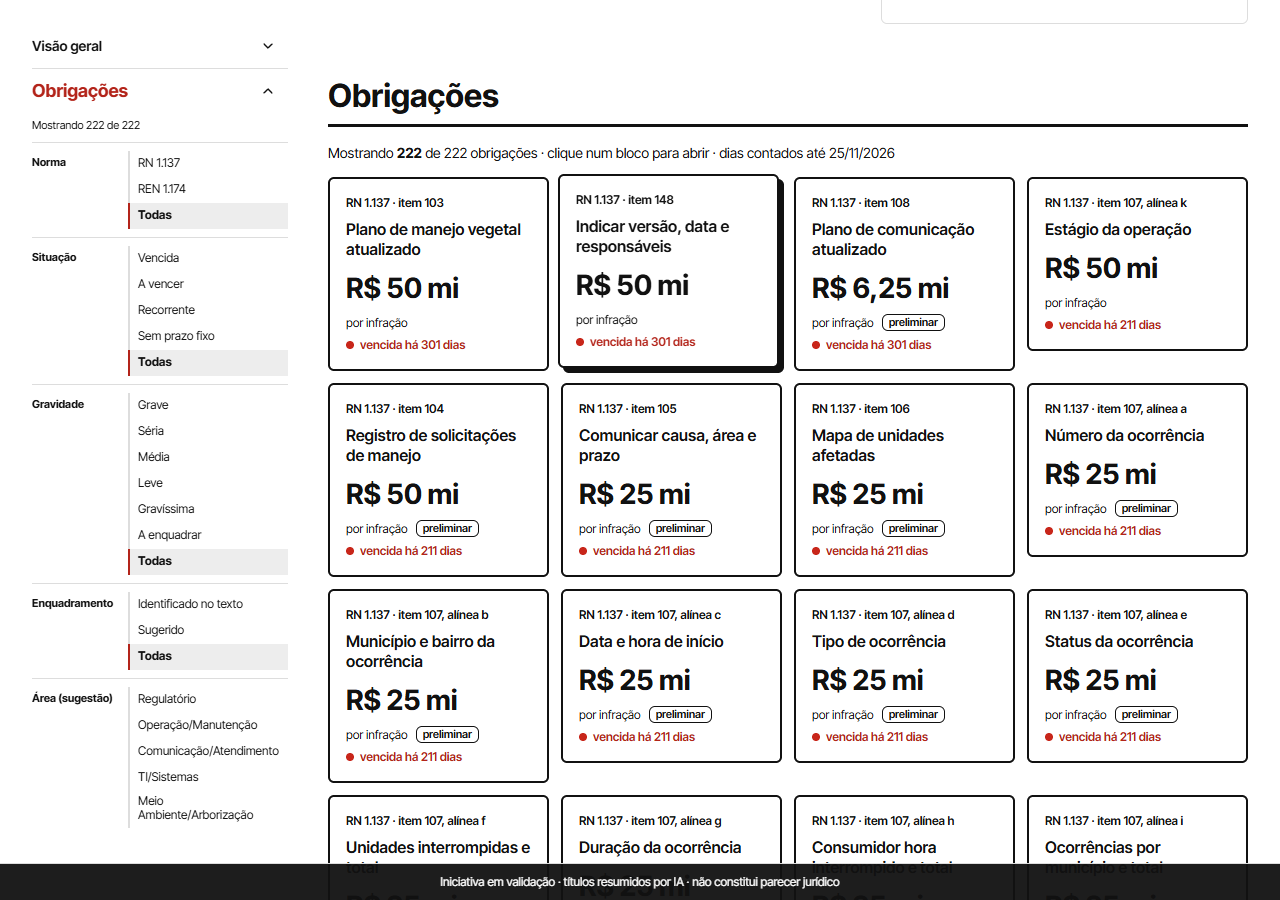 Visão geral
Obrigações
Mostrando 222 de 222
Norma
RN 1.137
REN 1.174
Todas
Situação
Vencida
A vencer
Recorrente
Sem prazo fixo
Todas
Gravidade
Grave
Séria
Média
Leve
Gravíssima
A enquadrar
Todas
Enquadramento
Identificado no texto
Sugerido
Todas
Área (sugestão)
Regulatório
Operação/Manutenção
Comunicação/Atendimento
TI/Sistemas
Meio
Ambiente/Arborização
Obrigações
Mostrando 222 de 222 obrigações · clique num bloco para abrir · dias contados até 25/11/2026
RN 1.137 · item 103
Plano de manejo vegetal
atualizado
R$ 50 mi
por infração
vencida há 301 dias
RN 1.137 · item 148
Indicar versão, data e
responsáveis
R$ 50 mi
por infração
vencida há 301 dias
RN 1.137 · item 108
Plano de comunicação
atualizado
R$ 6,25 mi
por infração preliminar
vencida há 301 dias
RN 1.137 · item 107, alínea k
Estágio da operação
R$ 50 mi
por infração
vencida há 211 dias
RN 1.137 · item 104
Registro de solicitações
de manejo
R$ 50 mi
por infração preliminar
vencida há 211 dias
RN 1.137 · item 105
Comunicar causa, área e
prazo
R$ 25 mi
por infração preliminar
vencida há 211 dias
RN 1.137 · item 106
Mapa de unidades
afetadas
R$ 25 mi
por infração preliminar
vencida há 211 dias
RN 1.137 · item 107, alínea a
Número da ocorrência
R$ 25 mi
por infração preliminar
vencida há 211 dias
RN 1.137 · item 107, alínea b
Município e bairro da
ocorrência
R$ 25 mi
por infração preliminar
vencida há 211 dias
RN 1.137 · item 107, alínea c
Data e hora de início
R$ 25 mi
por infração preliminar
vencida há 211 dias
RN 1.137 · item 107, alínea d
Tipo de ocorrência
R$ 25 mi
por infração preliminar
vencida há 211 dias
RN 1.137 · item 107, alínea e
Status da ocorrência
R$ 25 mi
por infração preliminar
vencida há 211 dias
RN 1.137 · item 107, alínea f
Unidades interrompidas e
total
RN 1.137 · item 107, alínea g
Duração da ocorrência
R$ 25 mi
RN 1.137 · item 107, alínea h
Consumidor hora
interrompido e total
RN 1.137 · item 107, alínea i
Ocorrências por
município e total
Iniciativa em validação · títulos resumidos por IA · não constitui parecer jurídico